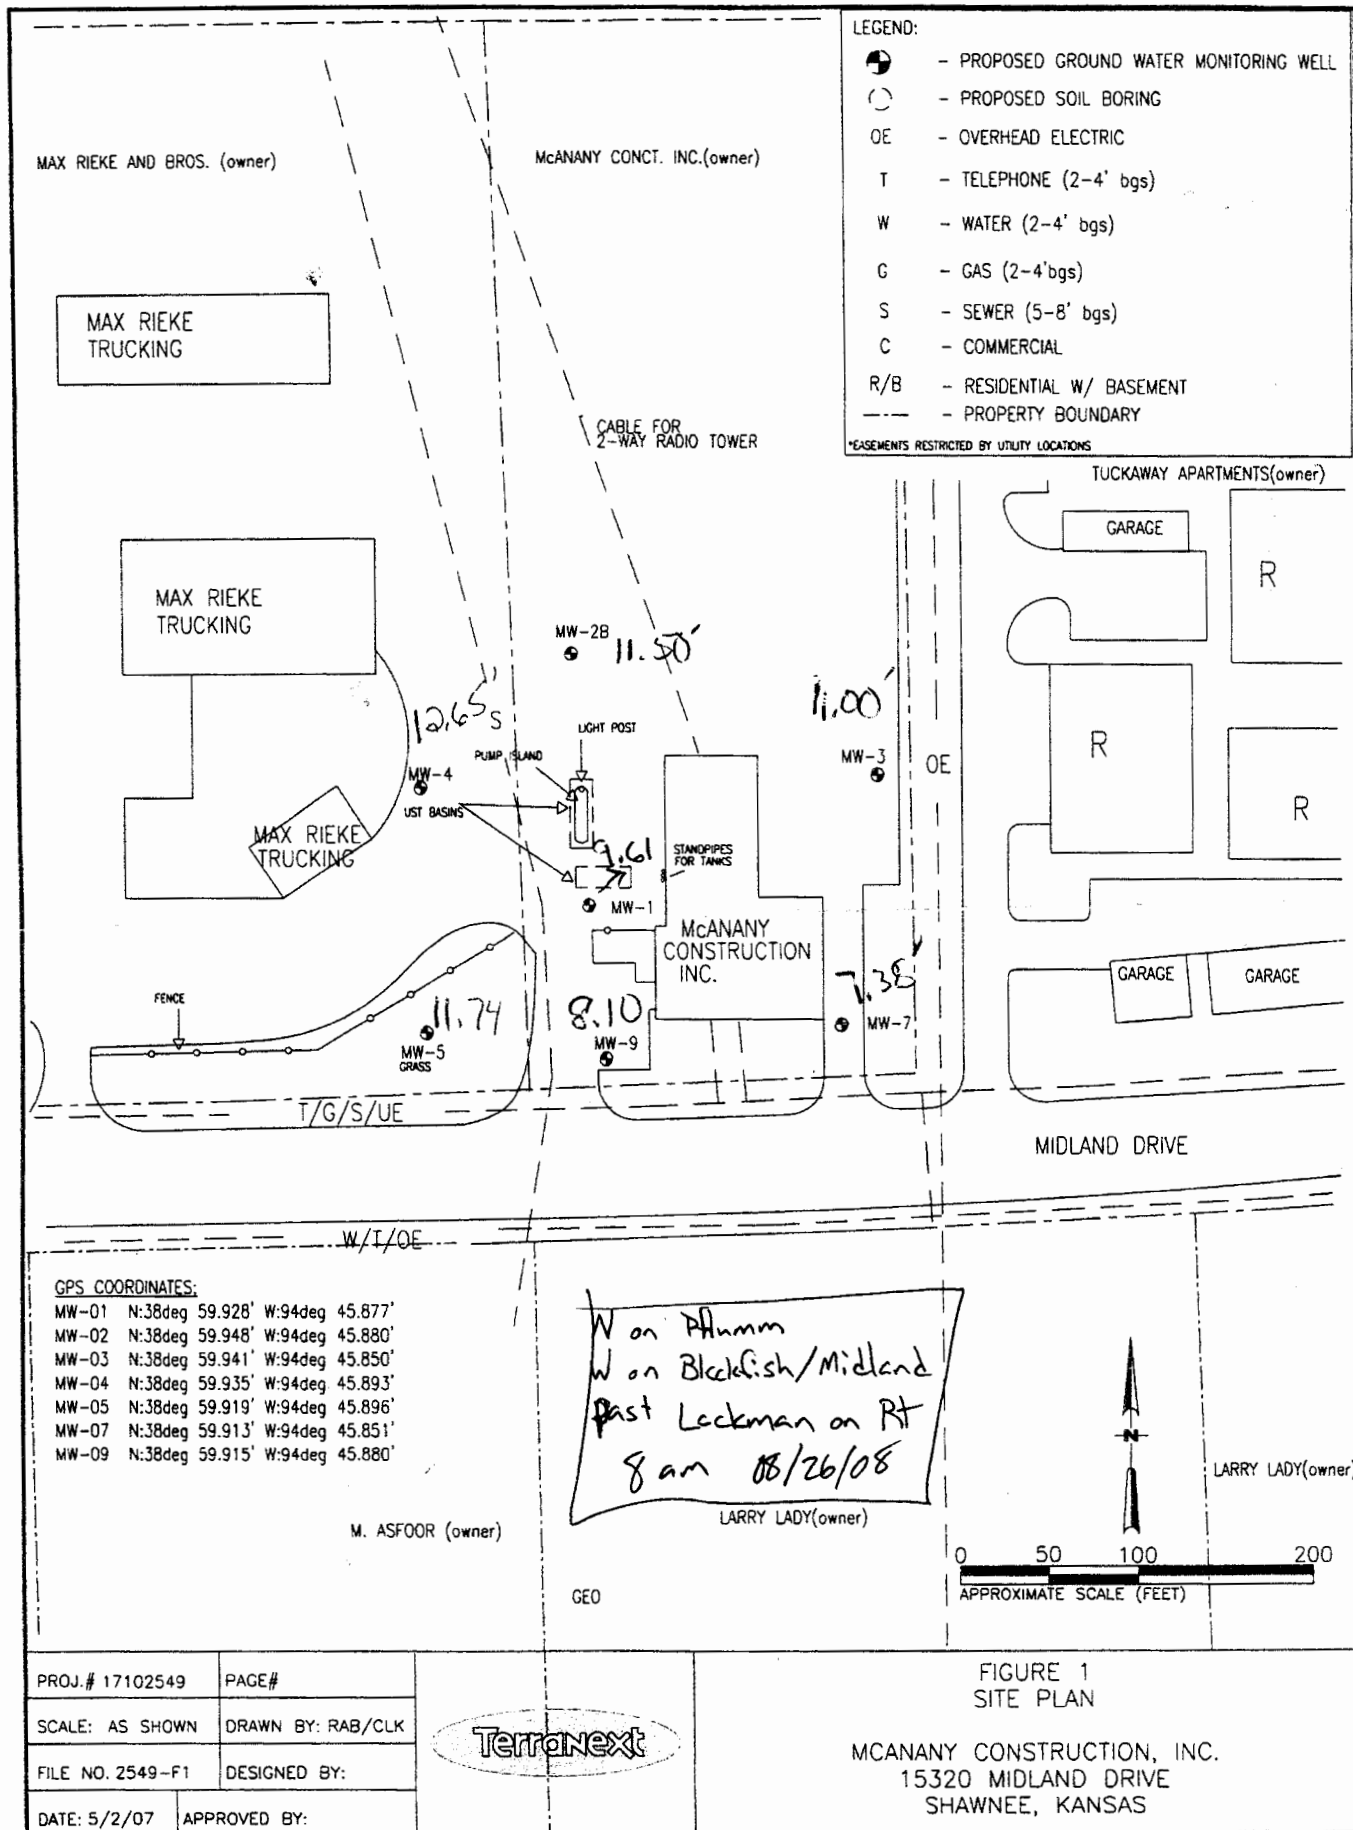 LEGEND:
- PROPOSED GROUND WATER MONITORING WELL
- PROPOSED SOIL BORING
OE - OVERHEAD ELECTRIC
T - TELEPHONE (2-4' bgs)
W - WATER (2-4' bgs)
G - GAS (2-4'bgs)
S - SEWER (5-8' bgs)
C - COMMERCIAL
R/B - RESIDENTIAL W/ BASEMENT
- PROPERTY BOUNDARY
*EASEMENTS RESTRICTED BY UTILITY LOCATIONS
MAX RIEKE AND BROS. (owner)
McANANY CONCT. INC.(owner)
MAX RIEKE
TRUCKING
CABLE FOR
2-WAY RADIO TOWER
TUCKAWAY APARTMENTS(owner)
GARAGE
R
MAX RIEKE
TRUCKING
MW-2B
11.50'
12.65'
S
11.00'
LIGHT POST
PUMP ISLAND
MW-3
OE
R
MW-4
UST BASINS
R
MAX RIEKE
TRUCKING
9.61
STANDPIPES
FOR TANKS
MW-1
McANANY
CONSTRUCTION
INC.
7.38'
GARAGE
GARAGE
FENCE
11.74
8.10
MW-7
MW-5
GRASS
MW-9
T/G/S/UE
MIDLAND DRIVE
W/T/OE
GPS COORDINATES:
MW-01 N:38deg 59.928' W:94deg 45.877'
MW-02 N:38deg 59.948' W:94deg 45.880'
MW-03 N:38deg 59.941' W:94deg 45.850'
MW-04 N:38deg 59.935' W:94deg 45.893'
MW-05 N:38deg 59.919' W:94deg 45.896'
MW-07 N:38deg 59.913' W:94deg 45.851'
MW-09 N:38deg 59.915' W:94deg 45.880'
N on Pflumm
W on Blackfish/Midland
Past Lackman on Rt
8 am 08/26/08
N
LARRY LADY(owner)
LARRY LADY(owner)
M. ASFOOR (owner)
GEO
0 50 100 200
APPROXIMATE SCALE (FEET)
PROJ.# 17102549
PAGE#
SCALE: AS SHOWN
DRAWN BY: RAB/CLK
FILE NO. 2549-F1
DESIGNED BY:
DATE: 5/2/07
APPROVED BY:
TerraNext
FIGURE 1
SITE PLAN
MCANANY CONSTRUCTION, INC.
15320 MIDLAND DRIVE
SHAWNEE, KANSAS